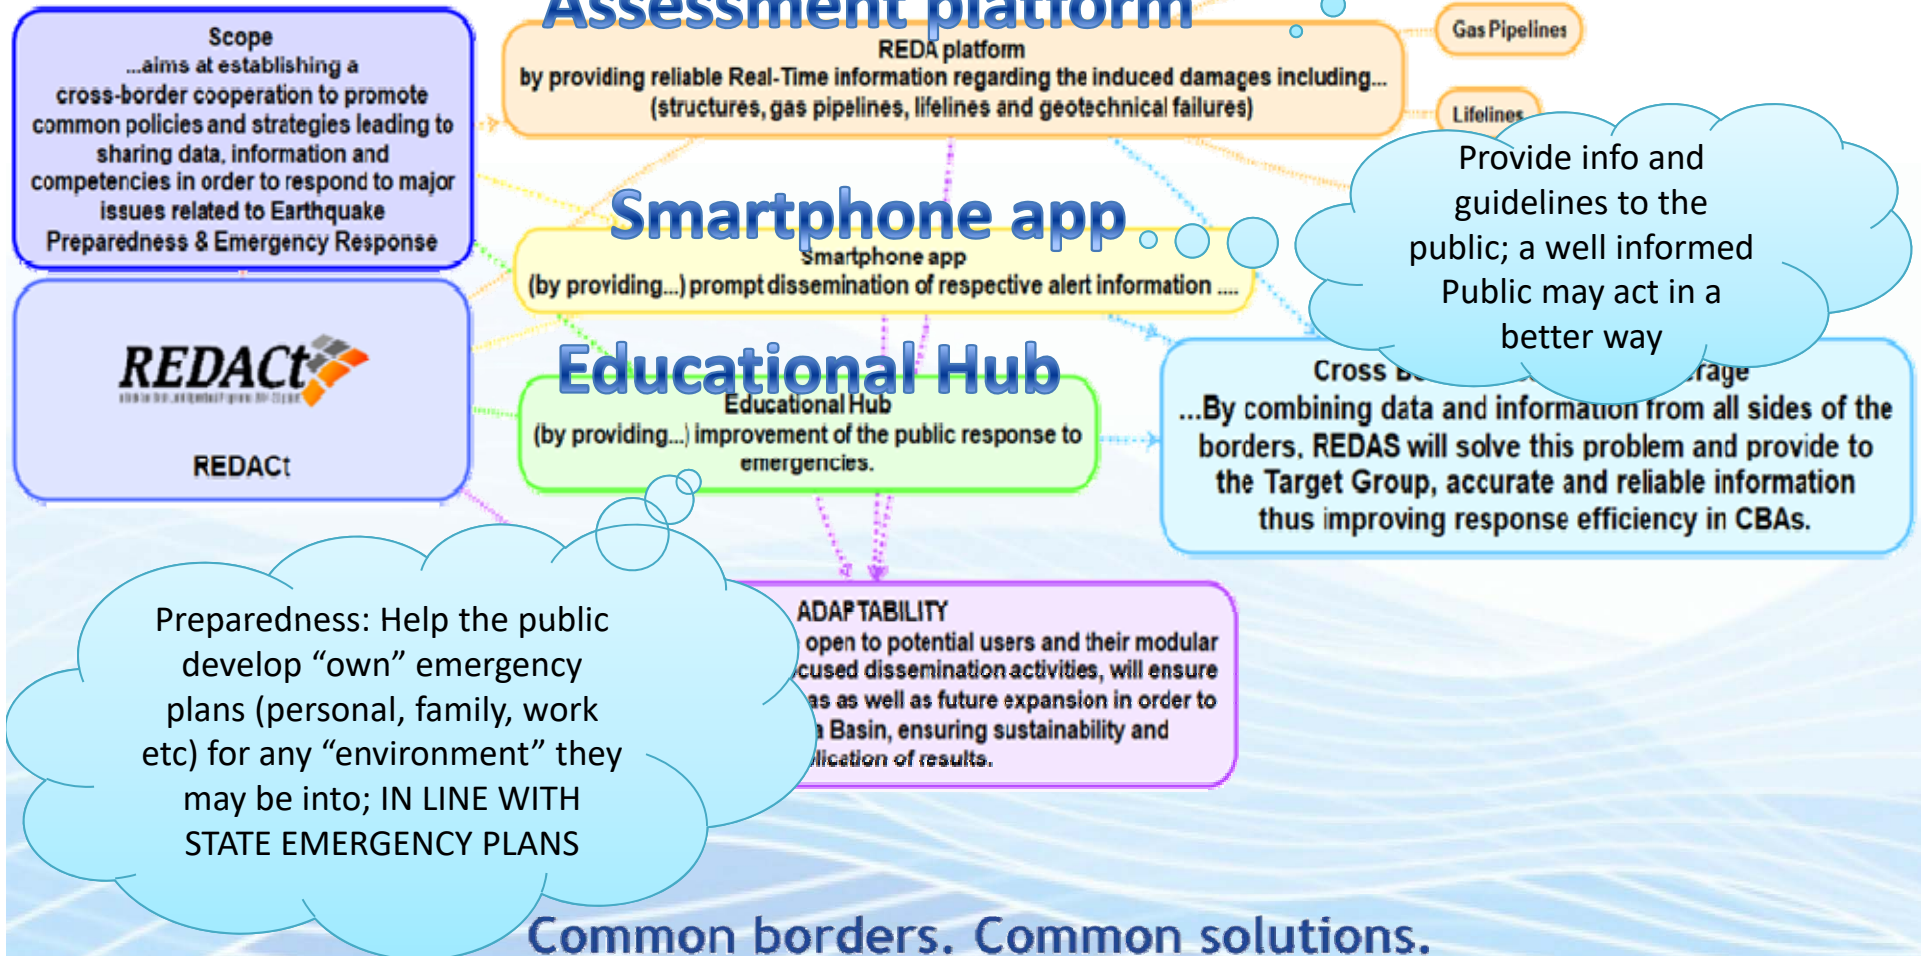 Assessment platform
Scope
...aims at establishing a
cross-border cooperation to promote
common policies and strategies leading to
sharing data, information and
competencies in order to respond to major
issues related to Earthquake
Preparedness & Emergency Response
REDA platform
by providing reliable Real-Time information regarding the induced damages including...
(structures, gas pipelines, lifelines and geotechnical failures)
Gas Pipelines
Lifelines
Provide info and
guidelines to the
public; a well informed
Public may act in a
better way
Smartphone app
Smartphone app
(by providing...) prompt dissemination of respective alert information ....
REDACt
REDACt
Educational Hub
Educational Hub
(by providing...) improvement of the public response to
emergencies.
Cross
...By combining data and information from all sides of the
borders, REDAS will solve this problem and provide to
the Target Group, accurate and reliable information
thus improving response efficiency in CBAs.
Preparedness: Help the public
develop “own” emergency
plans (personal, family, work
etc) for any “environment” they
may be into; IN LINE WITH
STATE EMERGENCY PLANS
ADAPTABILITY
open to potential users and their modular
dissemination activities, will ensure
as well as future expansion in order to
Basin, ensuring sustainability and
of results.
Common borders. Common solutions.